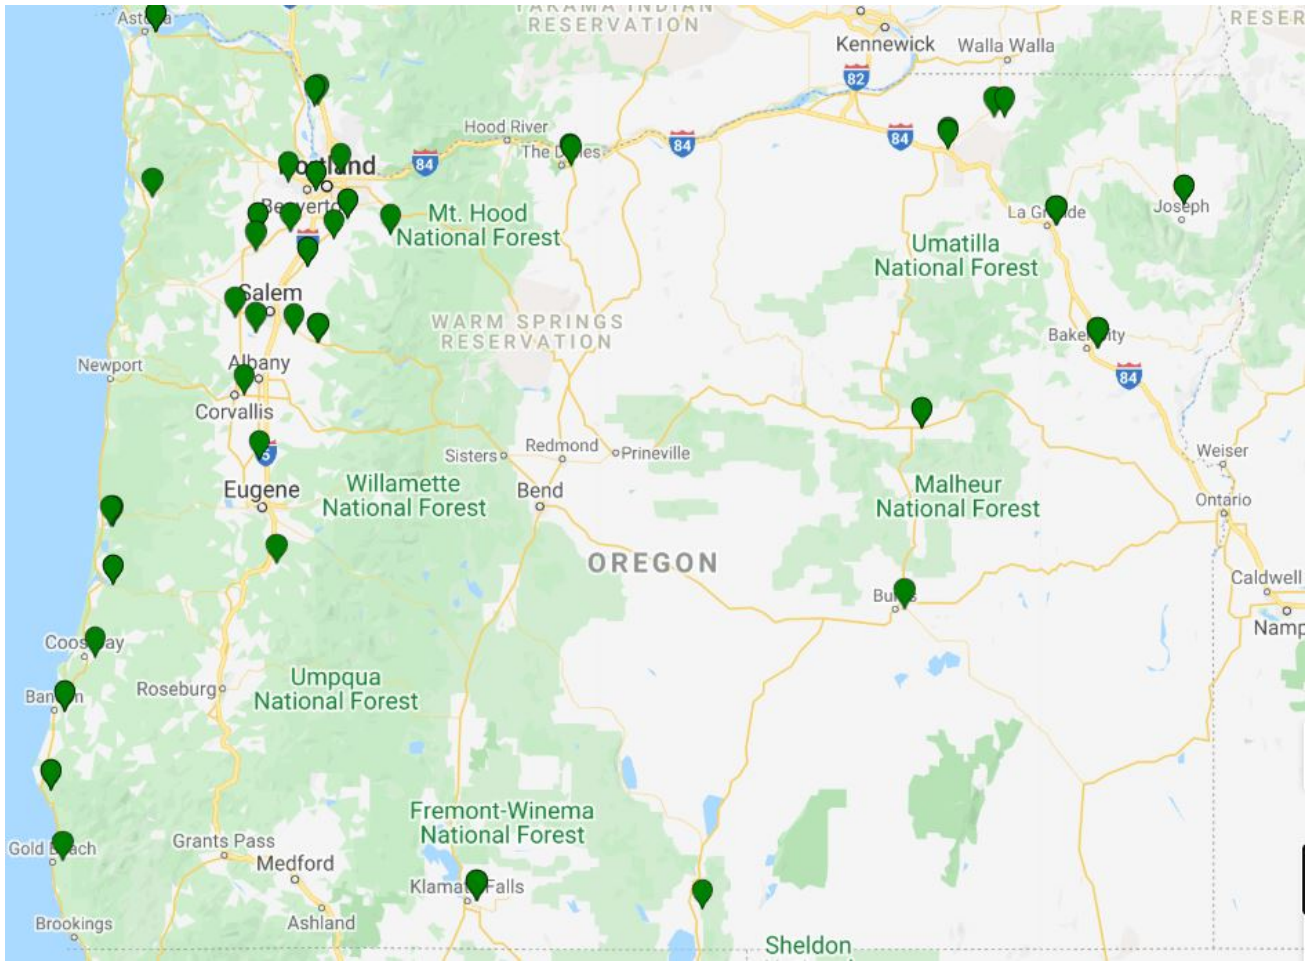 YAKAMA INDIAN
RESERVATION
RESER
Astoria
Kennewick
Walla Walla
82
Hood River
84
84
84
The Dalles
Portland
Beaverton
Mt. Hood
National Forest
La Grande
Joseph
Umatilla
National Forest
Salem
WARM SPRINGS
RESERVATION
Baker City
Newport
Albany
84
Corvallis
Sisters
Redmond
Prineville
Weiser
5
Eugene
Willamette
National Forest
Bend
Malheur
National Forest
Ontario
OREGON
Caldwell
Burns
Namp
Coos Bay
Umpqua
National Forest
Roseburg
Bandon
Fremont-Winema
National Forest
Grants Pass
Gold Beach
Medford
Klamath Falls
Ashland
Brookings
Sheldon